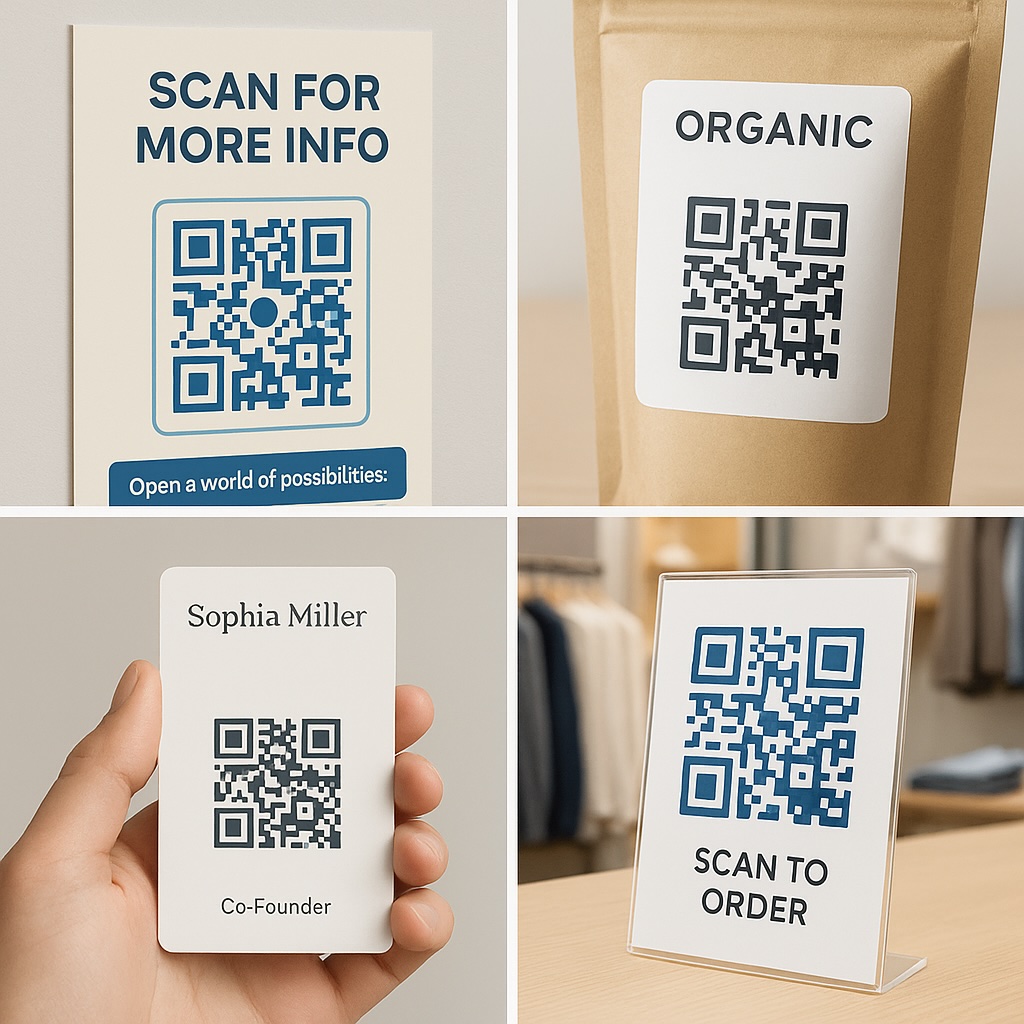 SCAN FOR
MORE INFO
Open a world of possibilities:
ORGANIC
Sophia Miller
Co-Founder
SCAN TO
ORDER